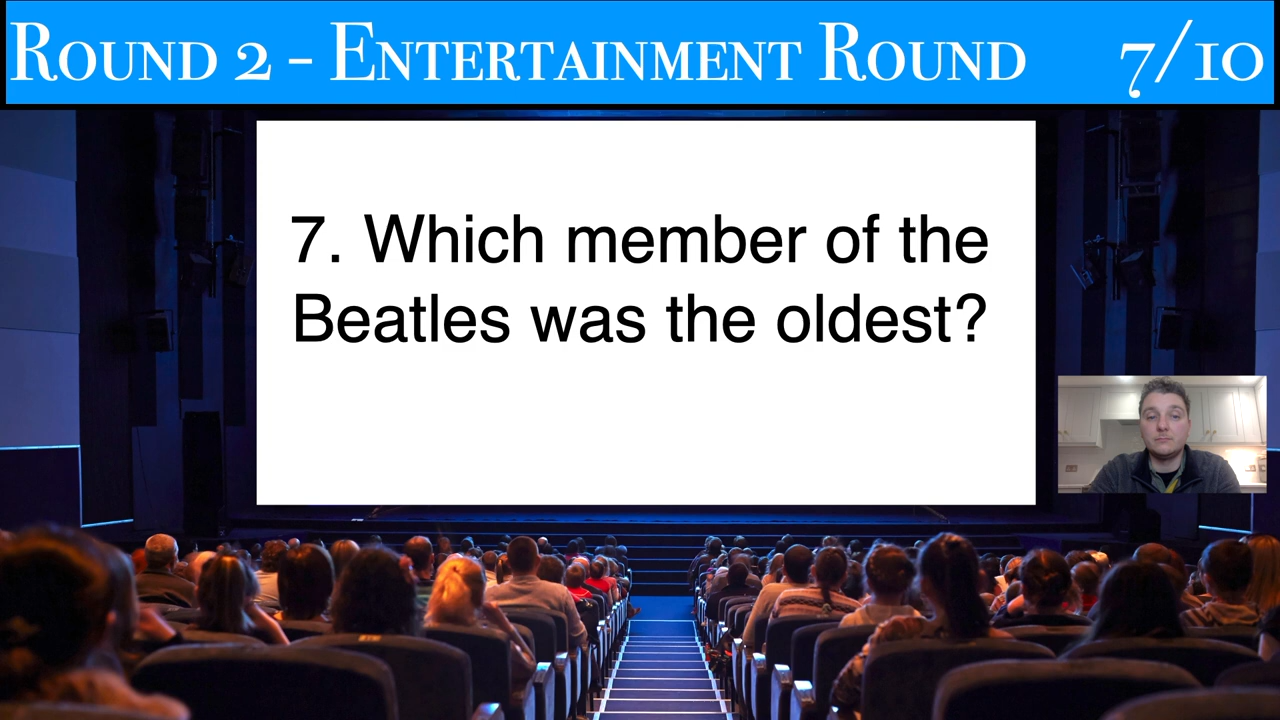 Round 2 - Entertainment Round 7/10
7. Which member of the
Beatles was the oldest?